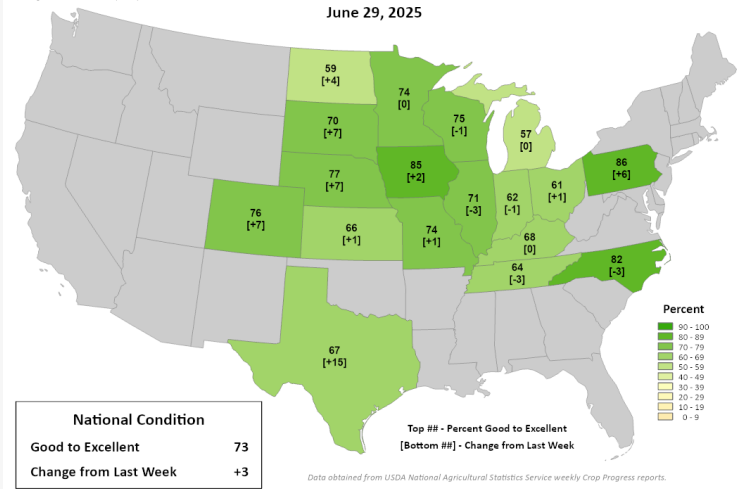 June 29, 2025
59
[+4]
74
[0]
70
[+7]
75
[-1]
57
[0]
77
[+7]
85
[+2]
86
[+6]
76
[+7]
66
[+1]
74
[+1]
71
[-3]
62
[-1]
61
[+1]
68
[0]
64
[-3]
82
[-3]
67
[+15]
Percent
90 - 100
80 - 89
70 - 79
60 - 69
50 - 59
40 - 49
30 - 39
20 - 29
10 - 19
0 - 9
National Condition
Good to Excellent 73
Change from Last Week +3
Top ## - Percent Good to Excellent
[Bottom ##] - Change from Last Week
Data obtained from USDA National Agricultural Statistics Service weekly Crop Progress reports.